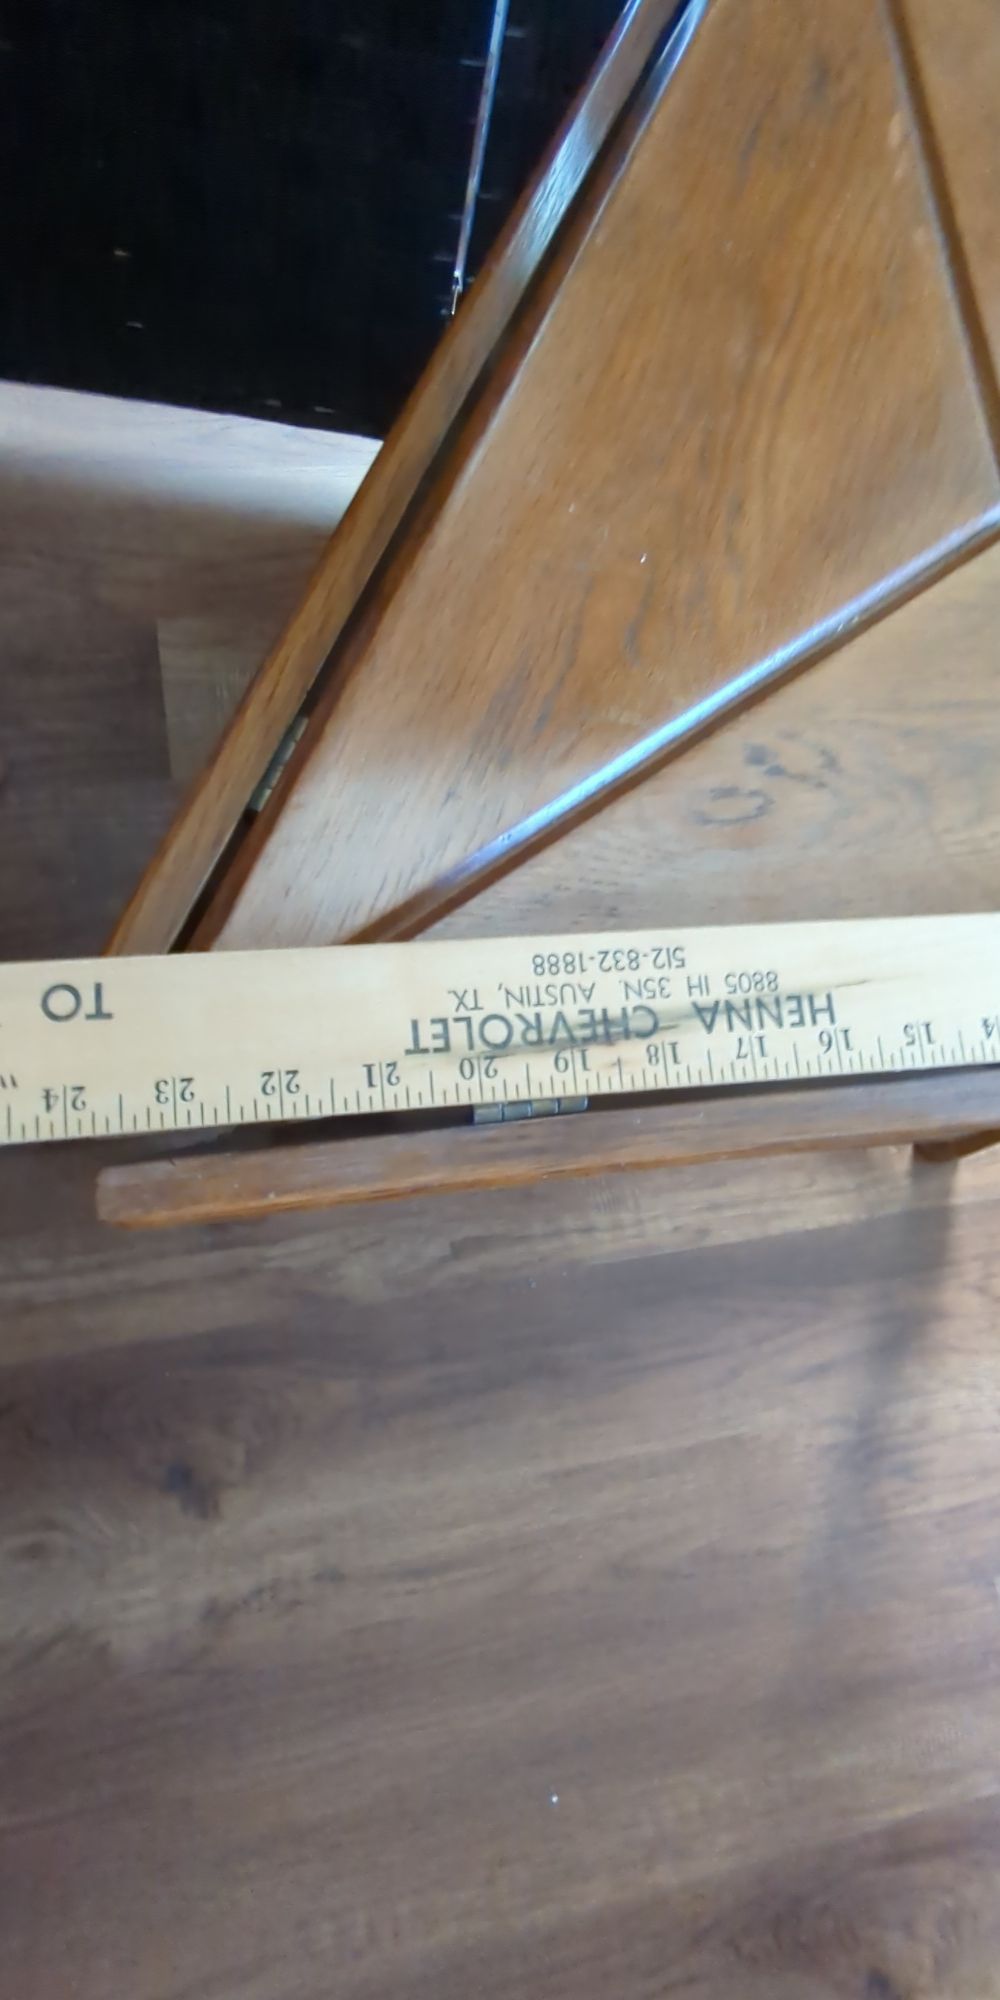 TO
HENNA CHEVROLET
8805 IH 35N. AUSTIN, TX.
512-832-1888
14 15 16 17 18 19 20 21 22 23 24